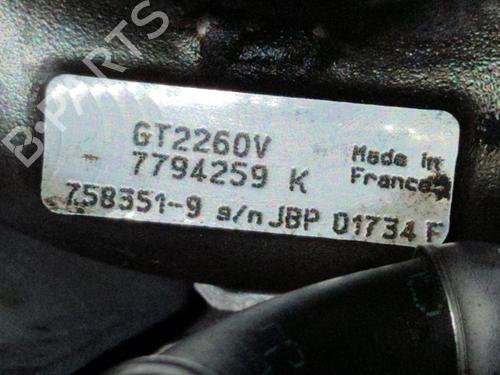 B-PARTS
GT2260V
- 7794259 K
Made in
France
758351-9 s/n JBP 01734 F